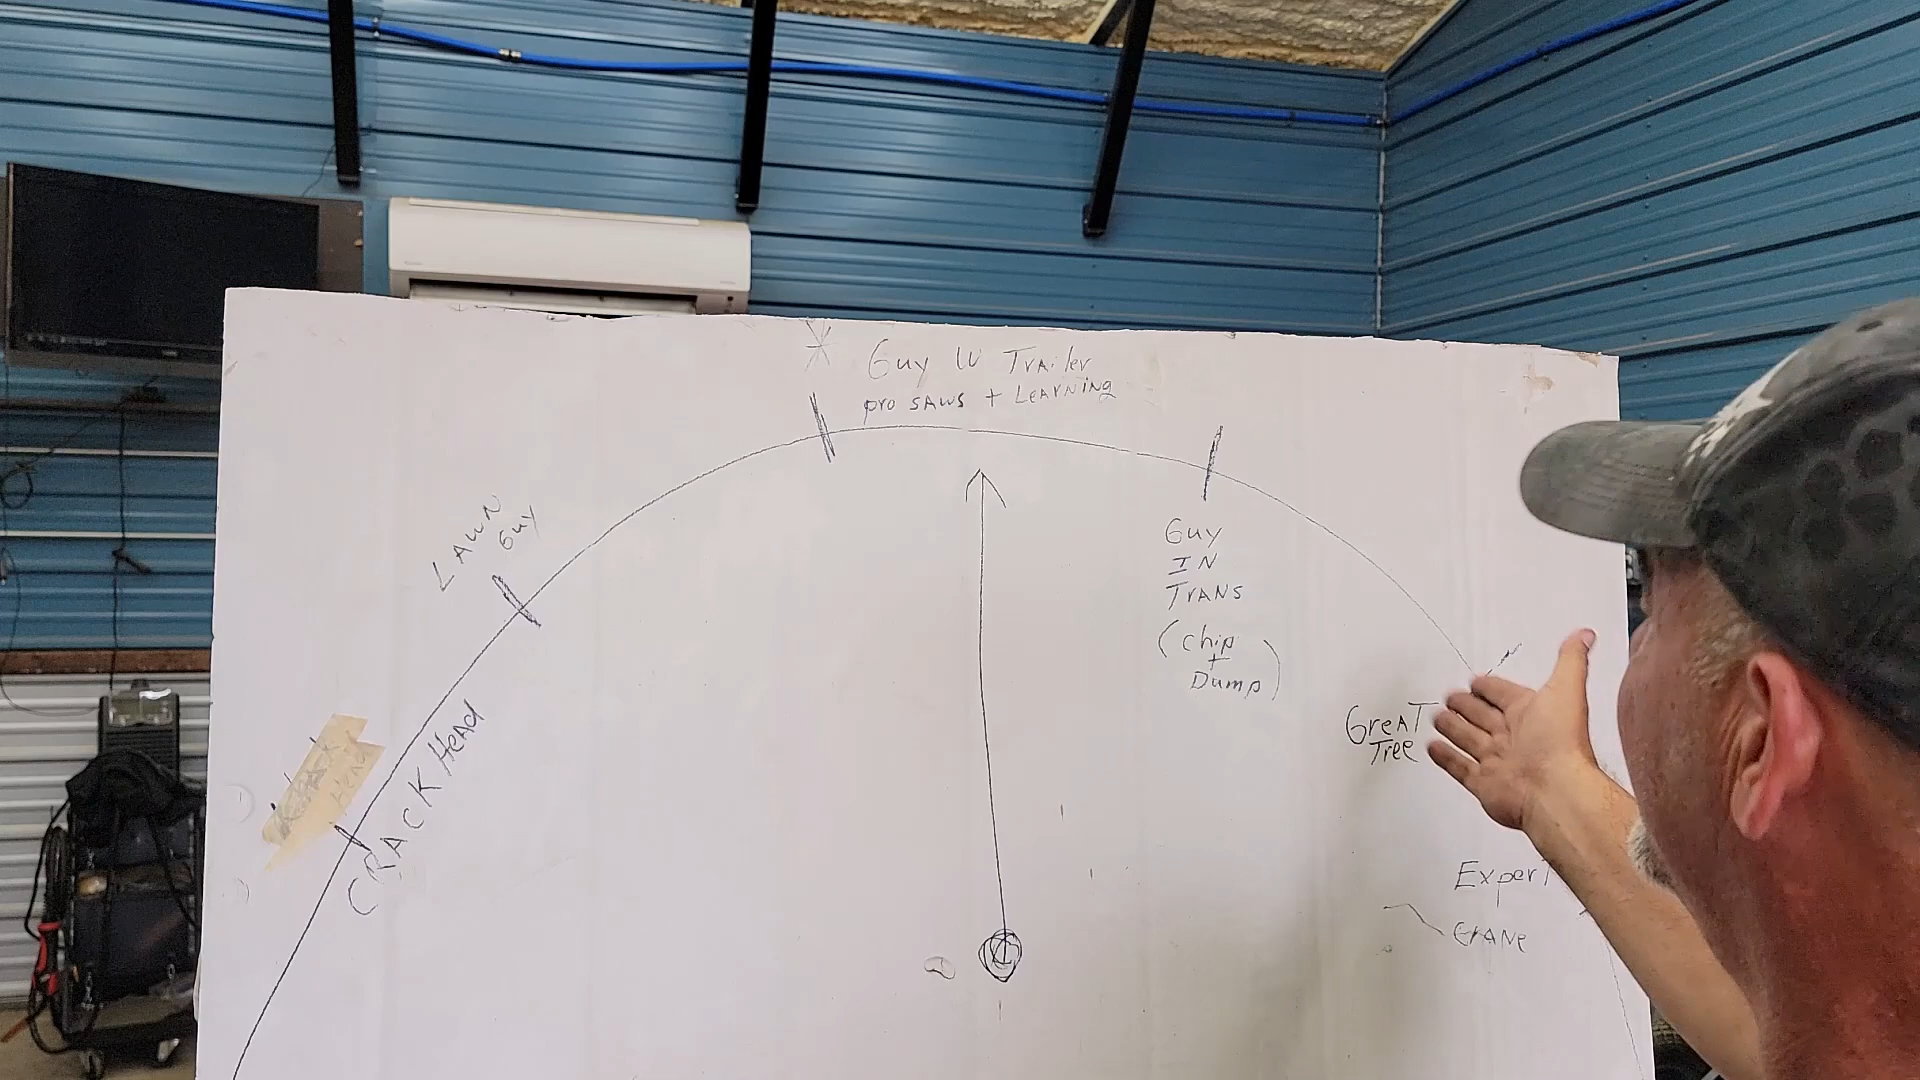 Guy W Trailer
pro SAWS + LEARNING
LAWN
Guy
CRACK Head
Guy
IN
TrANS
(Chip
+
Dump)
GreaT
Tree
ExperT
CrANe